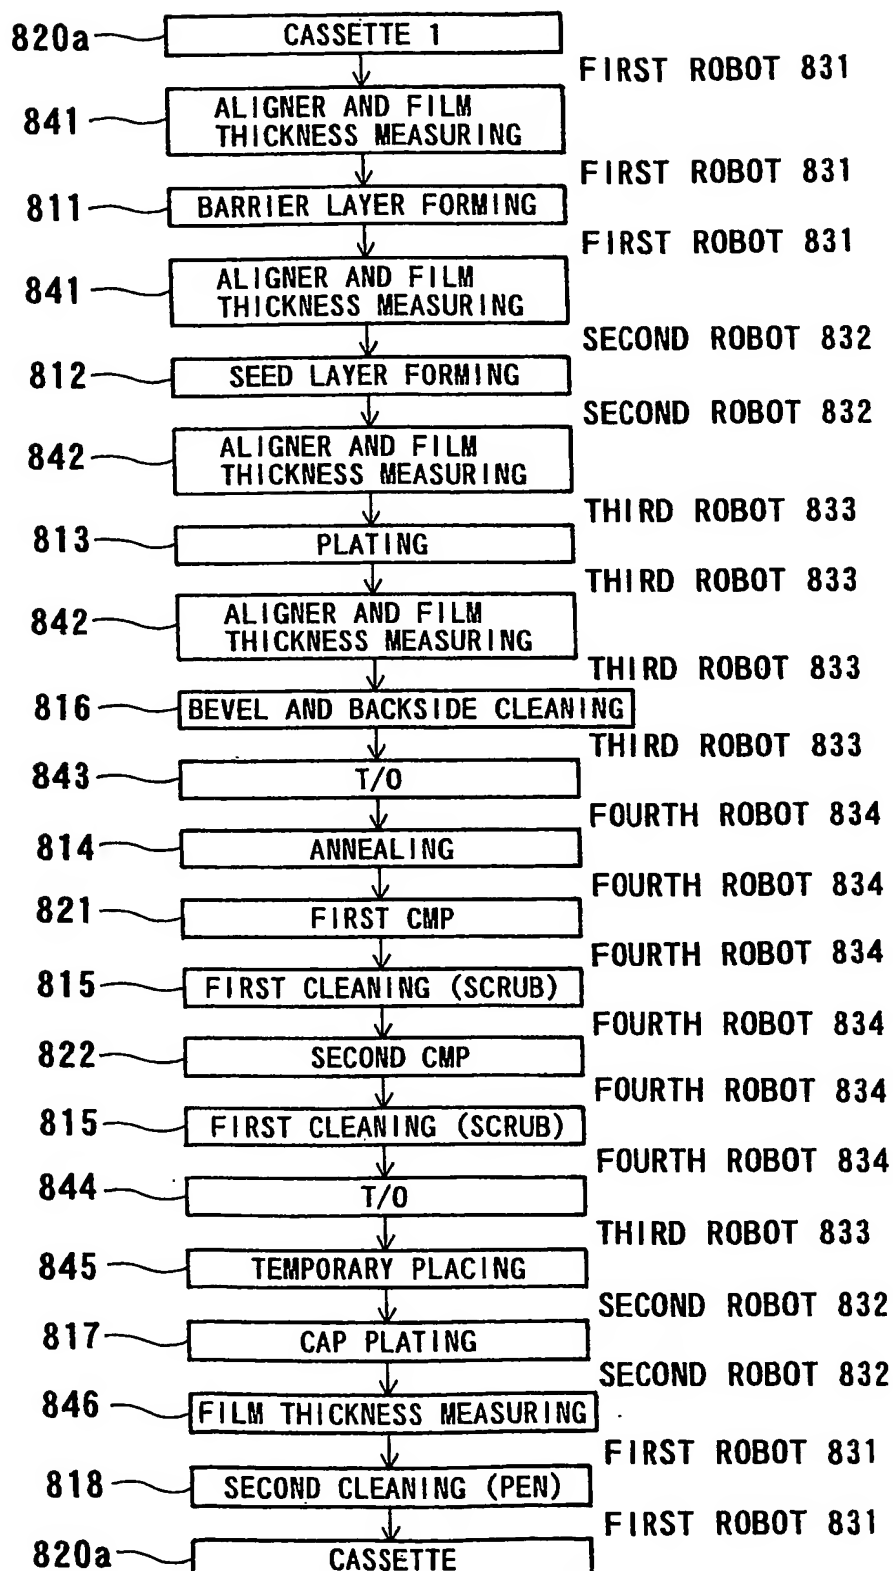 820a CASSETTE 1
FIRST ROBOT 831
841 ALIGNER AND FILM
THICKNESS MEASURING
FIRST ROBOT 831
811 BARRIER LAYER FORMING
FIRST ROBOT 831
841 ALIGNER AND FILM
THICKNESS MEASURING
SECOND ROBOT 832
812 SEED LAYER FORMING
SECOND ROBOT 832
842 ALIGNER AND FILM
THICKNESS MEASURING
THIRD ROBOT 833
813 PLATING
THIRD ROBOT 833
842 ALIGNER AND FILM
THICKNESS MEASURING
THIRD ROBOT 833
816 BEVEL AND BACKSIDE CLEANING
THIRD ROBOT 833
843 T/O
FOURTH ROBOT 834
814 ANNEALING
FOURTH ROBOT 834
821 FIRST CMP
FOURTH ROBOT 834
815 FIRST CLEANING (SCRUB)
FOURTH ROBOT 834
822 SECOND CMP
FOURTH ROBOT 834
815 FIRST CLEANING (SCRUB)
FOURTH ROBOT 834
844 T/O
THIRD ROBOT 833
845 TEMPORARY PLACING
SECOND ROBOT 832
817 CAP PLATING
SECOND ROBOT 832
846 FILM THICKNESS MEASURING
FIRST ROBOT 831
818 SECOND CLEANING (PEN)
FIRST ROBOT 831
820a CASSETTE